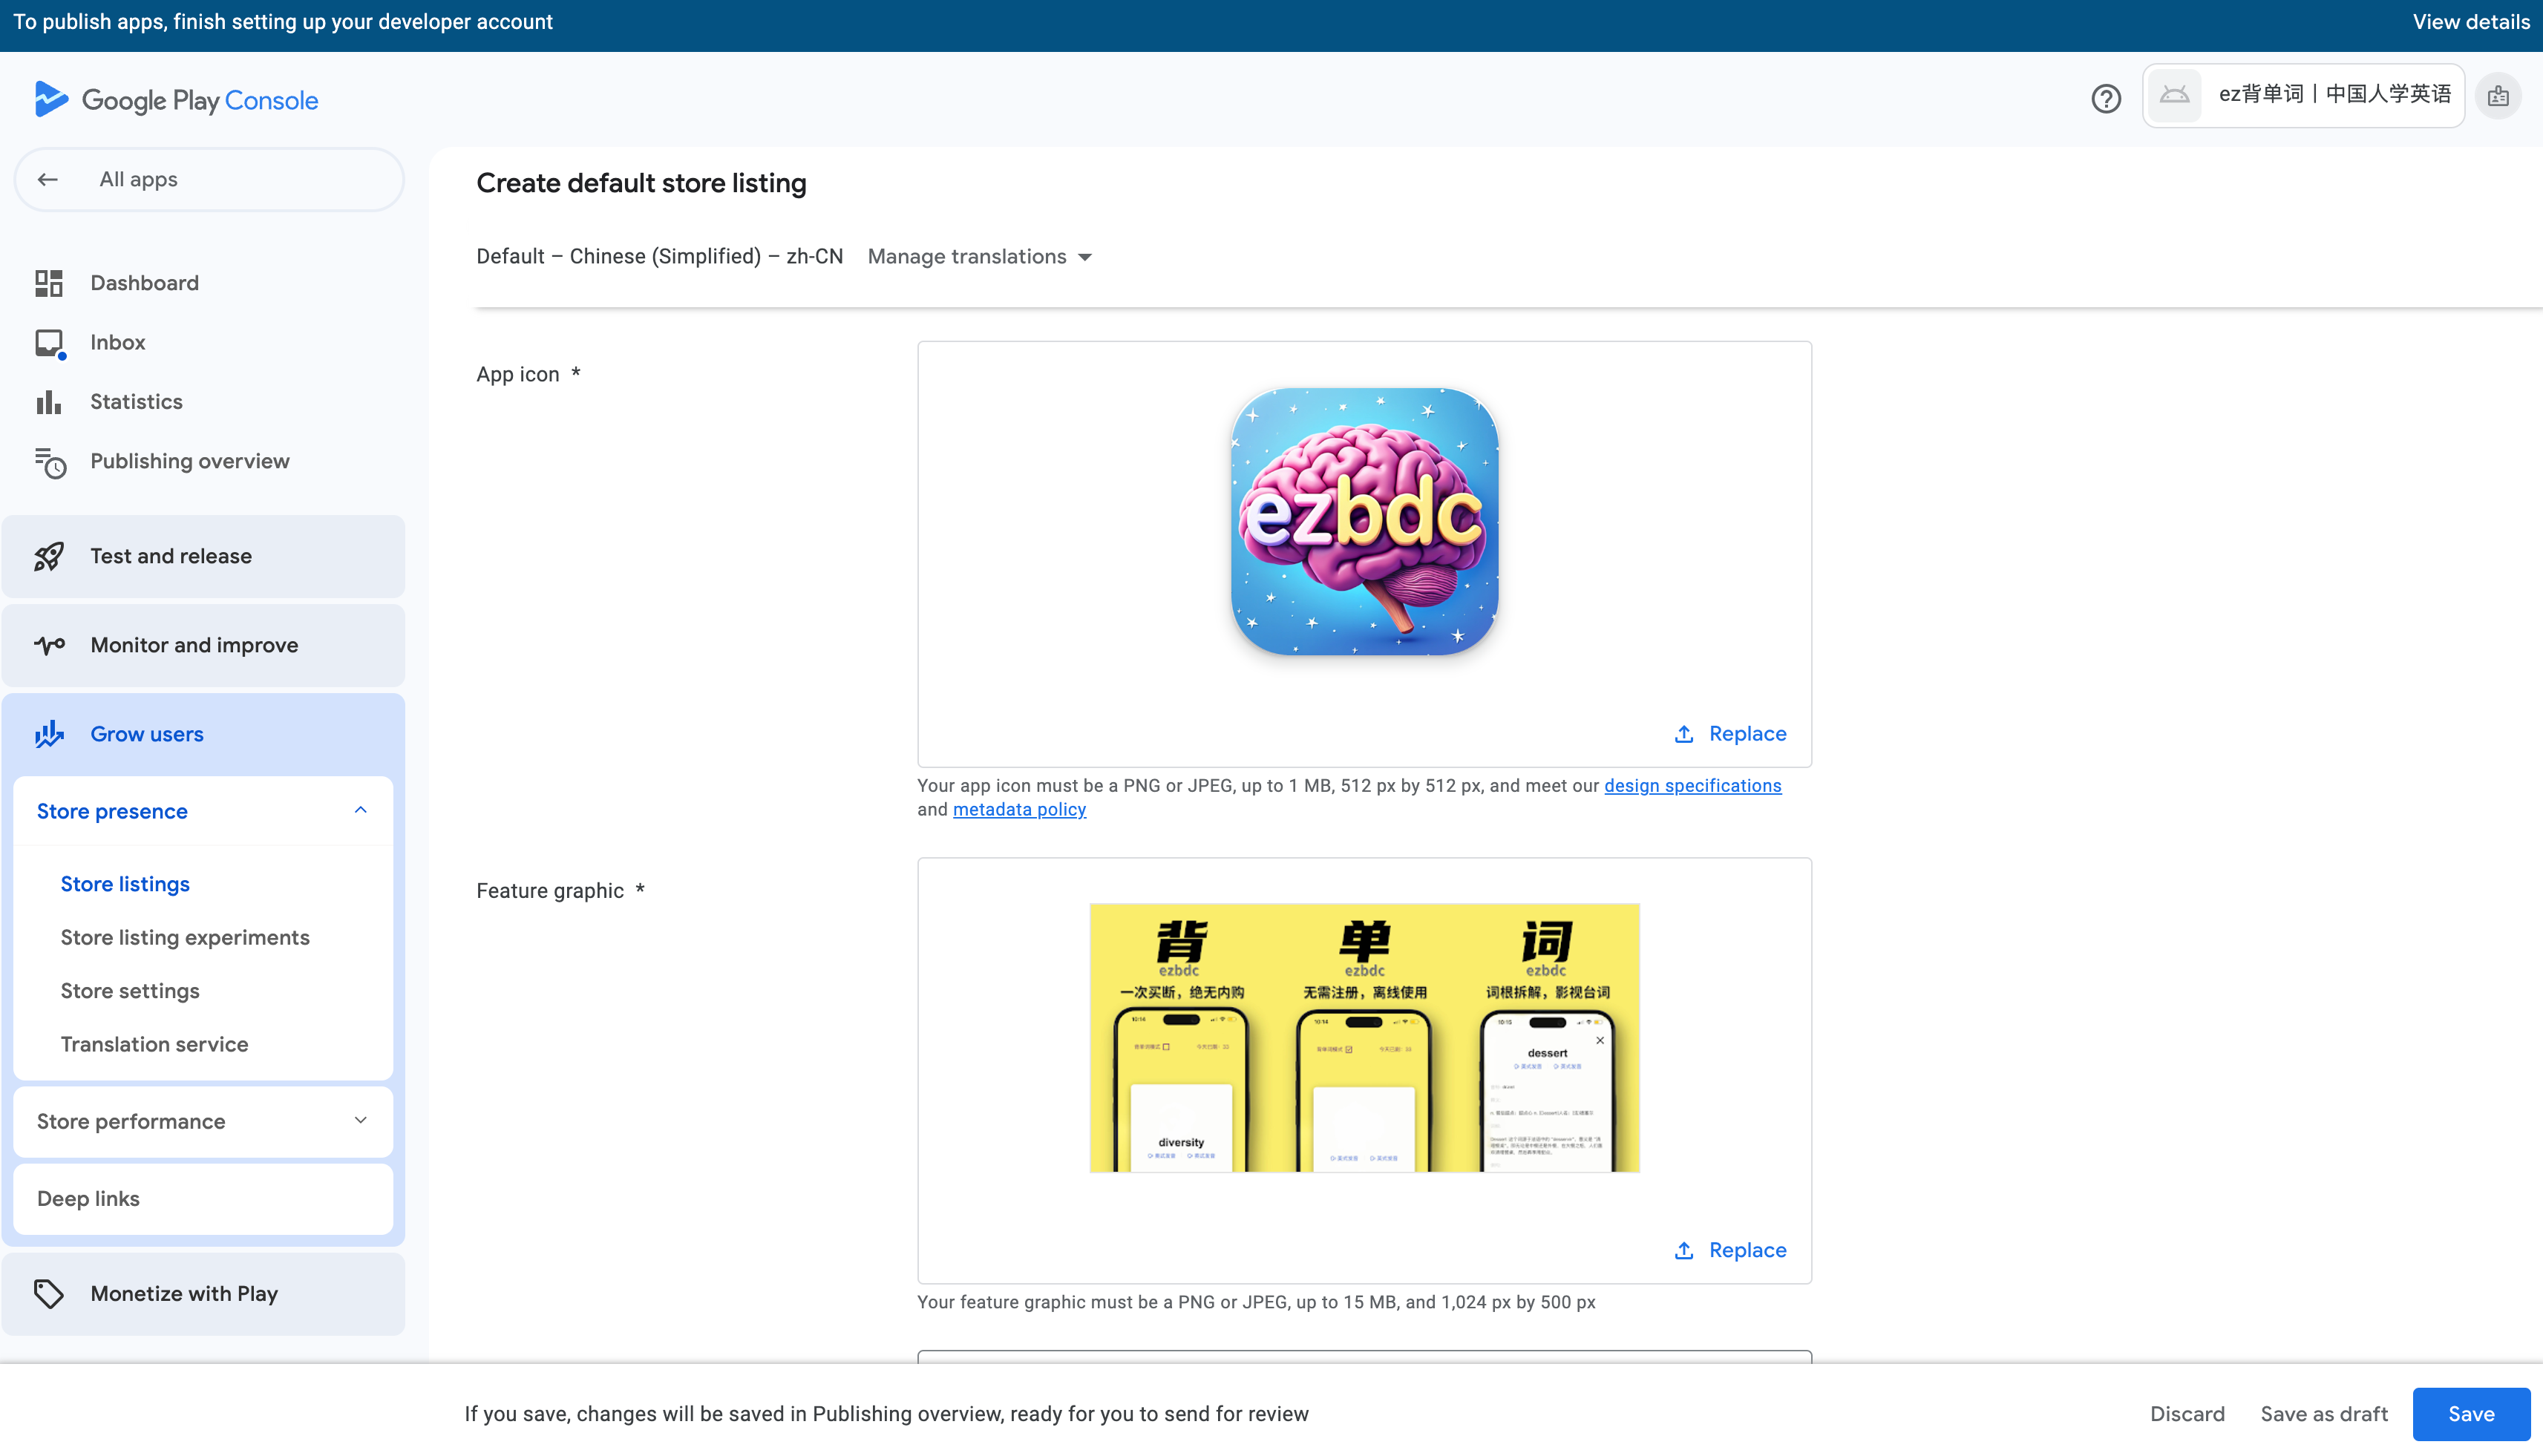 To publish apps, finish setting up your developer account
View details
Google Play Console
ez背单词丨中国人学英语
All apps
Dashboard
Inbox
Statistics
Publishing overview
Test and release
Monitor and improve
Grow users
Store presence
Store listings
Store listing experiments
Store settings
Translation service
Store performance
Deep links
Monetize with Play
Create default store listing
Default – Chinese (Simplified) – zh-CN
Manage translations
App icon *
ezbdc
Replace
Your app icon must be a PNG or JPEG, up to 1 MB, 512 px by 512 px, and meet our design specifications
and metadata policy
Feature graphic *
背 单 词
ezbdc ezbdc ezbdc
一次买断，绝无内购 无需注册，离线使用 词根拆解，影视台词
10:14 10:14 10:15
dessert
diversity
Replace
Your feature graphic must be a PNG or JPEG, up to 15 MB, and 1,024 px by 500 px
If you save, changes will be saved in Publishing overview, ready for you to send for review
Discard
Save as draft
Save